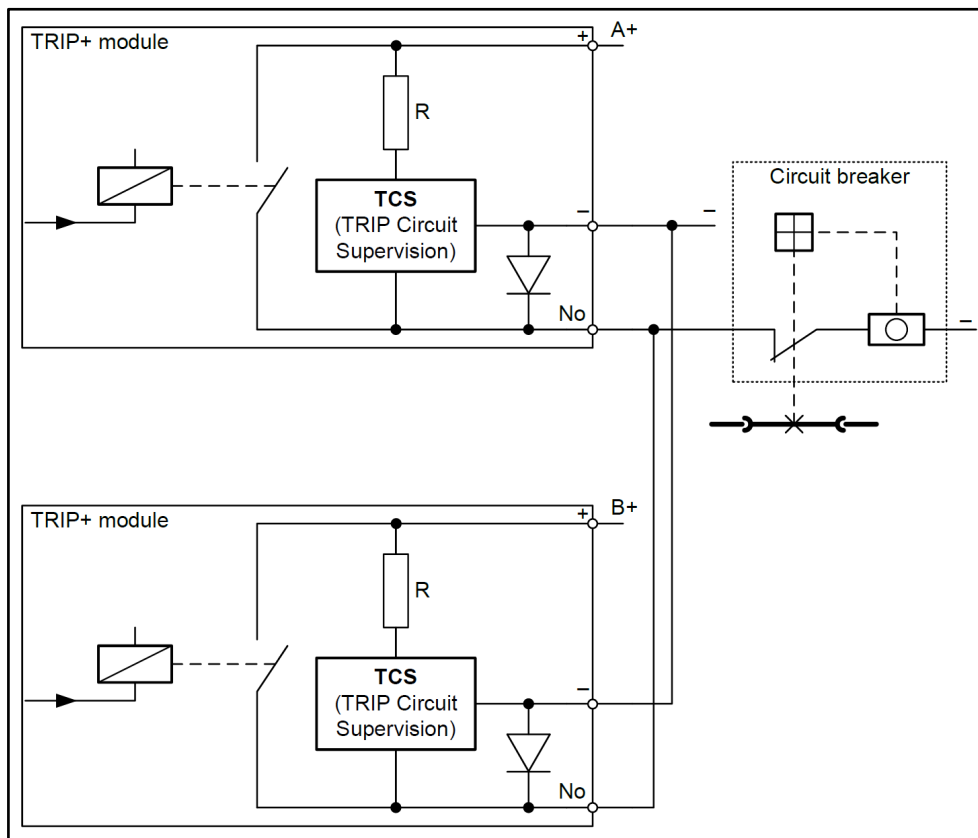 TRIP+ module
+
A+
R
TCS
(TRIP Circuit
Supervision)
−
−
No
Circuit breaker
−
TRIP+ module
+
B+
R
TCS
(TRIP Circuit
Supervision)
−
No